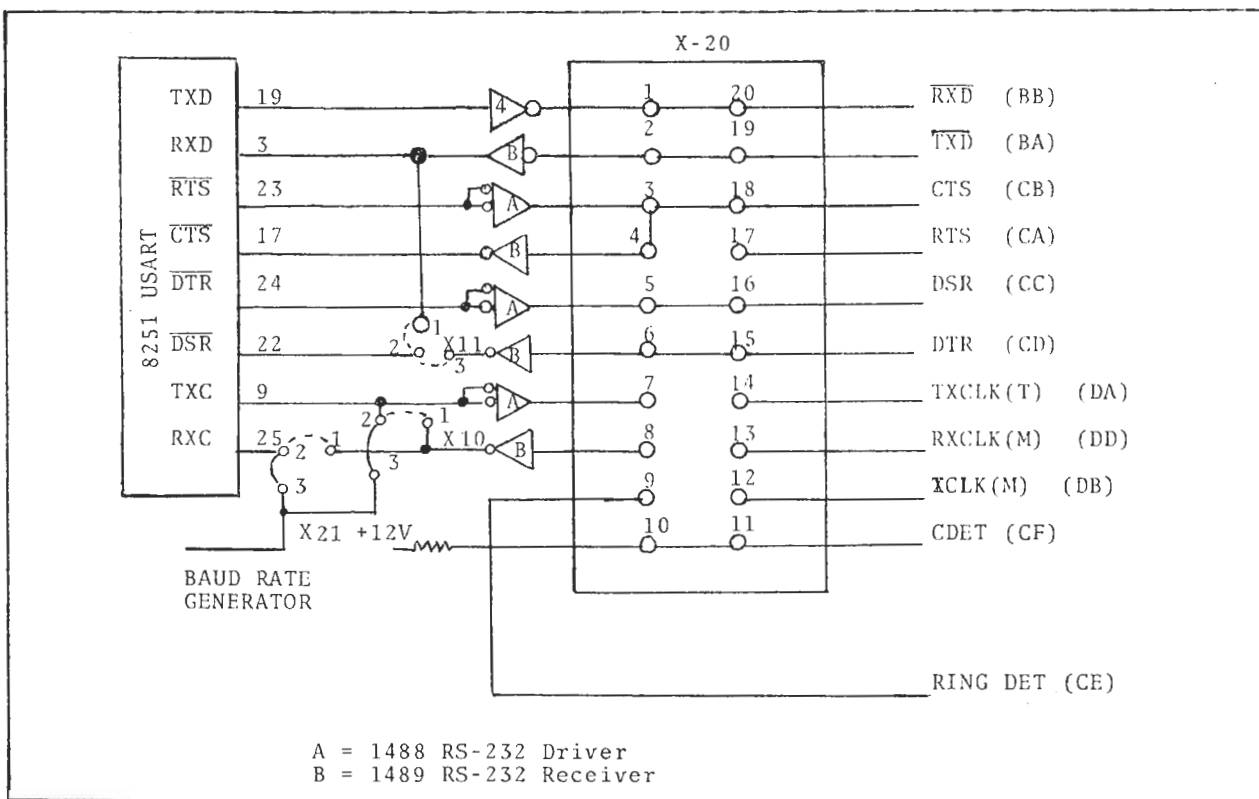 X-20
TXD 19 4 1 20 RXD (BB)
RXD 3 B 2 19 TXD (BA)
RTS 23 A 3 18 CTS (CB)
CTS 17 B 4 17 RTS (CA)
DTR 24 A 5 16 DSR (CC)
1
DSR 22 2 X11 3 B 6 15 DTR (CD)
TXC 9 A 7 14 TXCLK(T) (DA)
2 1
RXC 25 2 1 3 X10 B 8 13 RXCLK(M) (DD)
3 9 12 XCLK(M) (DB)
X21 +12V 10 11 CDET (CF)
8251 USART
BAUD RATE
GENERATOR
RING DET (CE)
A = 1488 RS-232 Driver
B = 1489 RS-232 Receiver